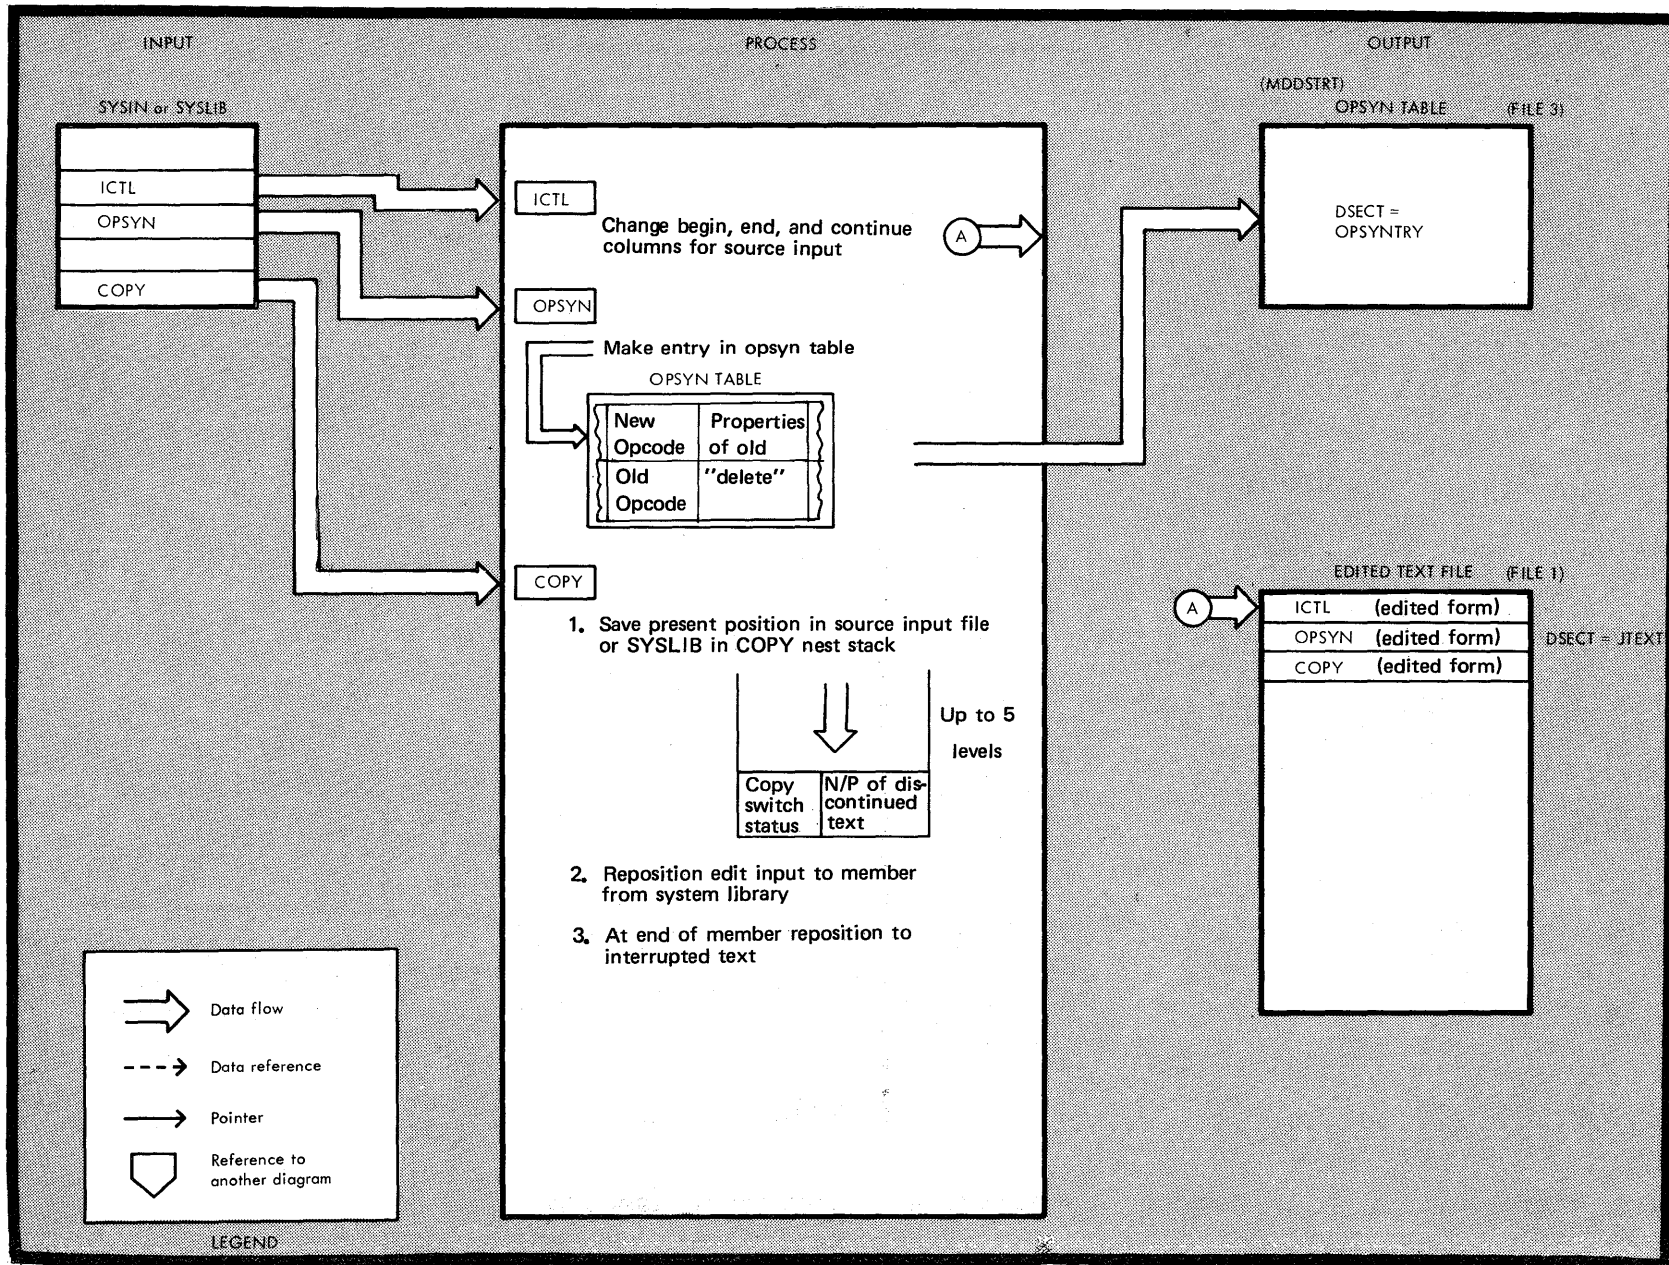 INPUT
PROCESS
OUTPUT
SYSIN or SYSLIB
ICTL
OPSYN
COPY
ICTL
Change begin, end, and continue
columns for source input
A
OPSYN
Make entry in opsyn table
OPSYN TABLE
New
Opcode
Properties
of old
Old
Opcode
"delete"
COPY
1. Save present position in source input file
or SYSLIB in COPY nest stack
Up to 5
levels
Copy
switch
status
N/P of dis-
continued
text
2. Reposition edit input to member
from system library
3. At end of member reposition to
interrupted text
(MDDSTRT)
OPSYN TABLE (FILE 3)
DSECT =
OPSYNTRY
EDITED TEXT FILE (FILE 1)
A
ICTL (edited form)
OPSYN (edited form)
COPY (edited form)
DSECT = JTEXT
Data flow
Data reference
Pointer
Reference to
another diagram
LEGEND